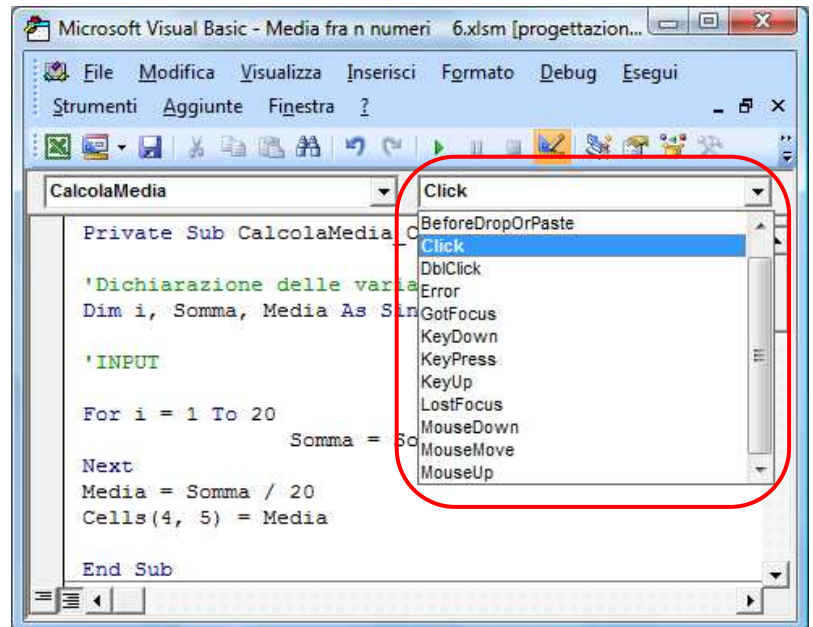 Microsoft Visual Basic - Media fra n numeri 6.xlsm [progettazion...
File Modifica Visualizza Inserisci Formato Debug Esegui
Strumenti Aggiunte Finestra ?
CalcolaMedia Click
BeforeDropOrPaste
Click
DblClick
Error
GotFocus
KeyDown
KeyPress
KeyUp
LostFocus
MouseDown
MouseMove
MouseUp
Private Sub CalcolaMedia_C
'Dichiarazione delle varia
Dim i, Somma, Media As Sin
'INPUT
For i = 1 To 20
Somma = So
Next
Media = Somma / 20
Cells(4, 5) = Media
End Sub